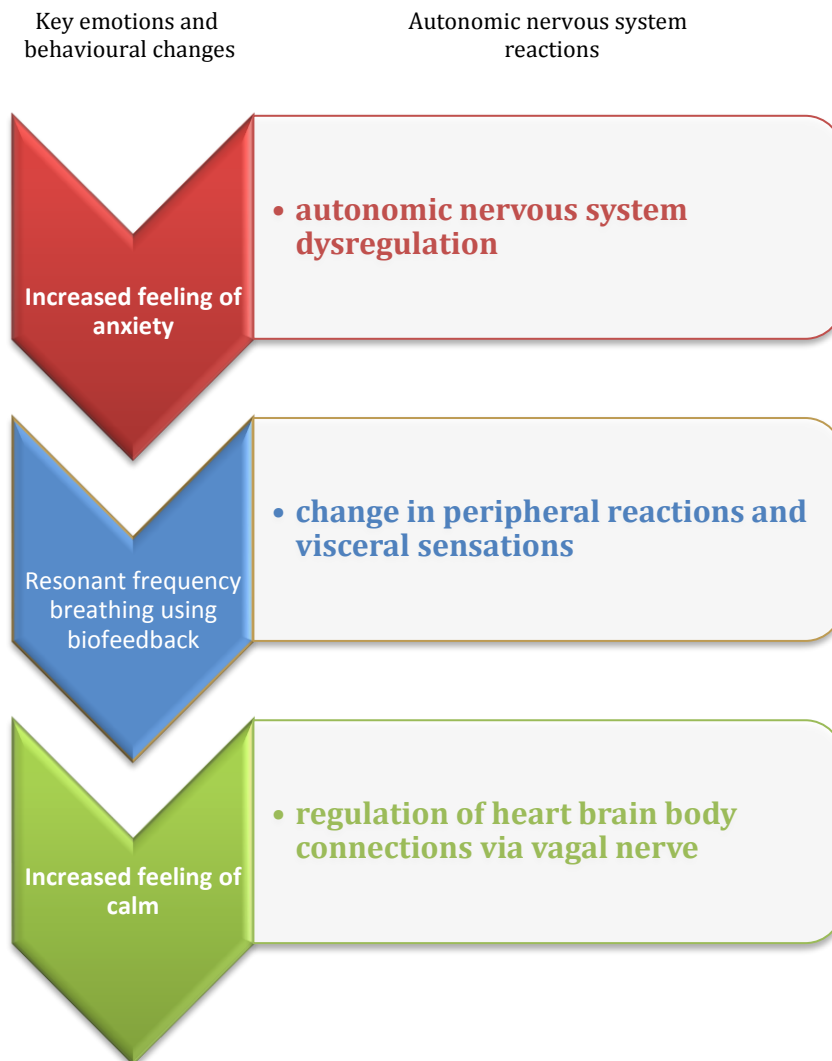 Key emotions and
behavioural changes
Autonomic nervous system
reactions
Increased feeling of
anxiety
• autonomic nervous system
dysregulation
Resonant frequency
breathing using
biofeedback
• change in peripheral reactions and
visceral sensations
Increased feeling of
calm
• regulation of heart brain body
connections via vagal nerve